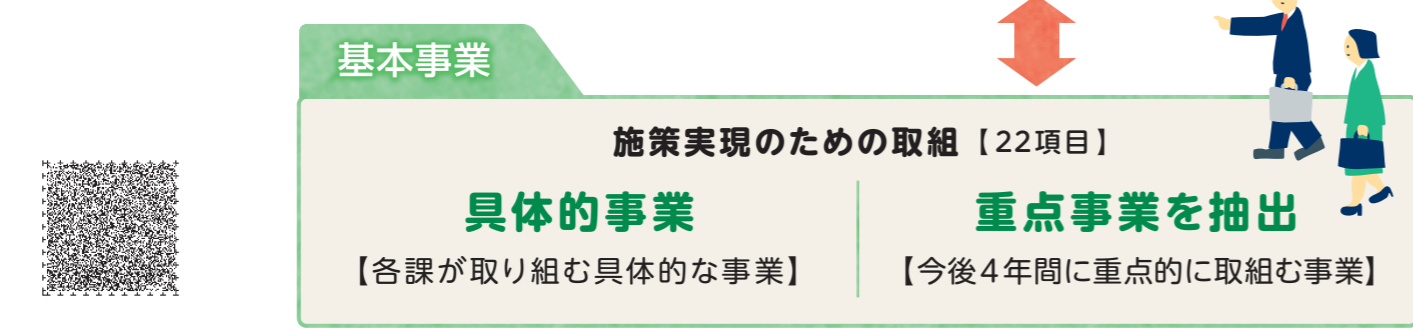 基本事業
施策実現のための取組【22項目】
具体的事業
【各課が取り組む具体的な事業】
重点事業を抽出
【今後4年間に重点的に取組む事業】